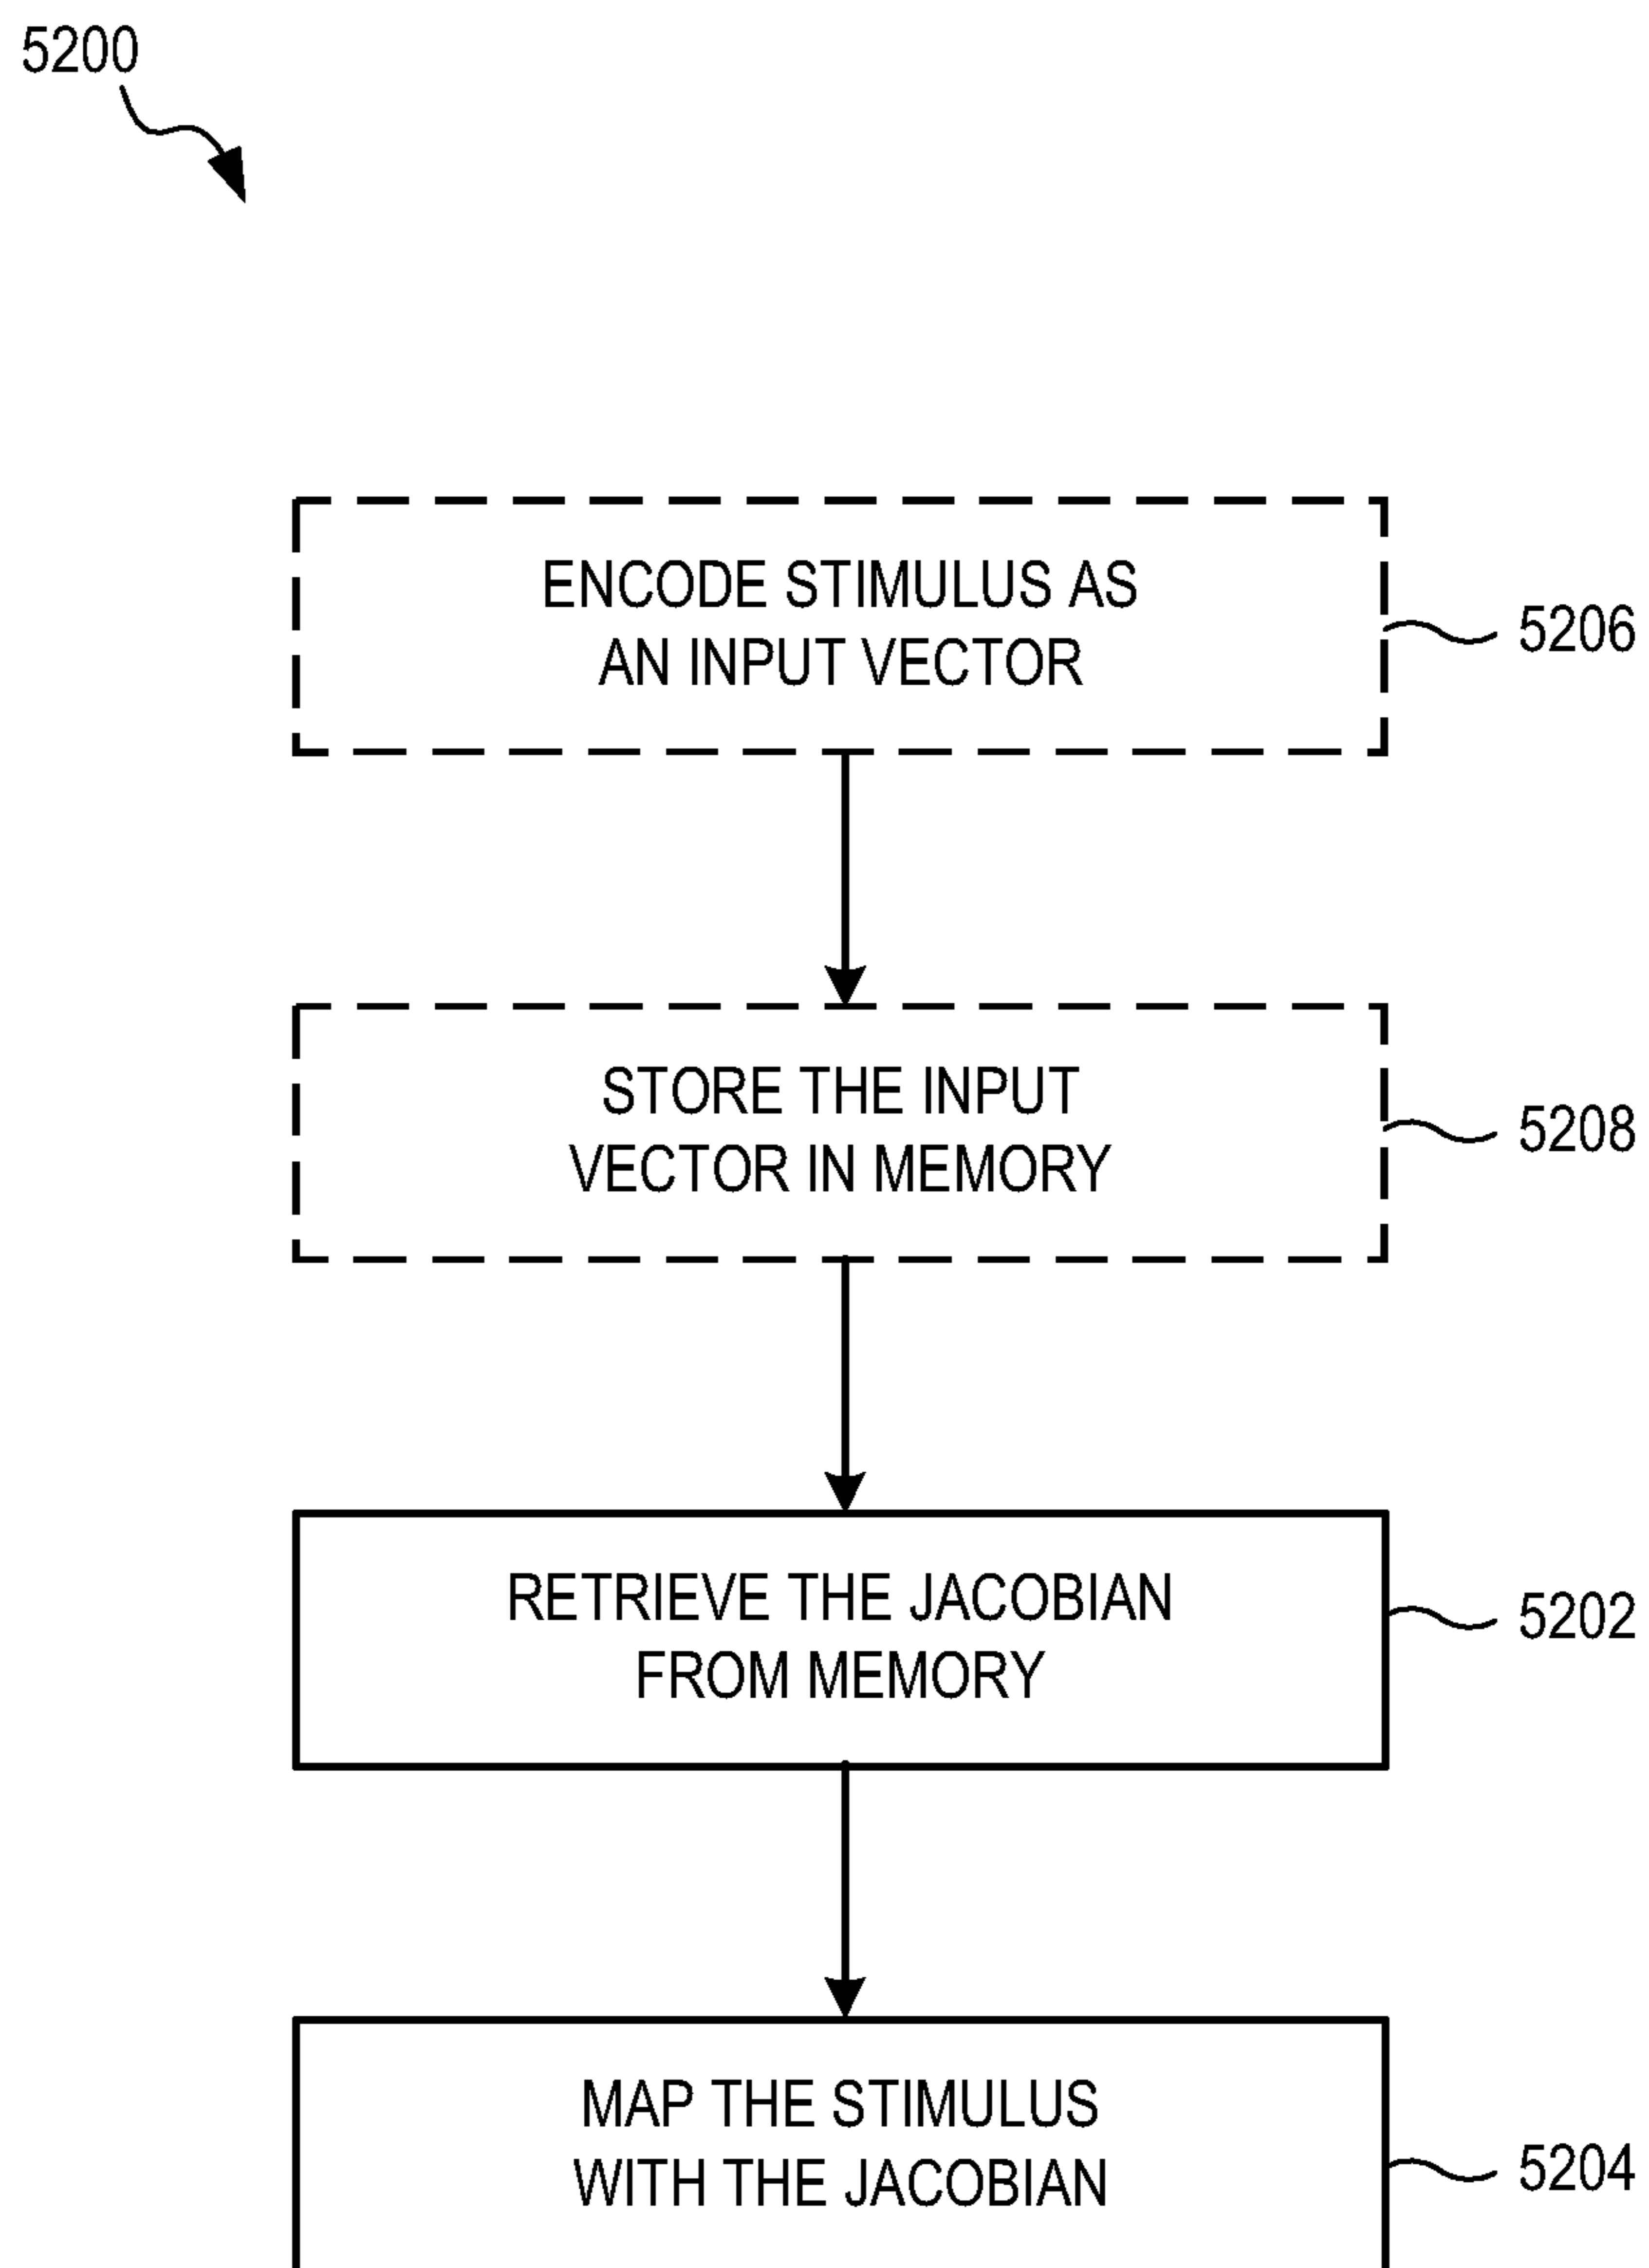 5200
ENCODE STIMULUS AS
AN INPUT VECTOR
5206
STORE THE INPUT
VECTOR IN MEMORY
5208
RETRIEVE THE JACOBIAN
FROM MEMORY
5202
MAP THE STIMULUS
WITH THE JACOBIAN
5204